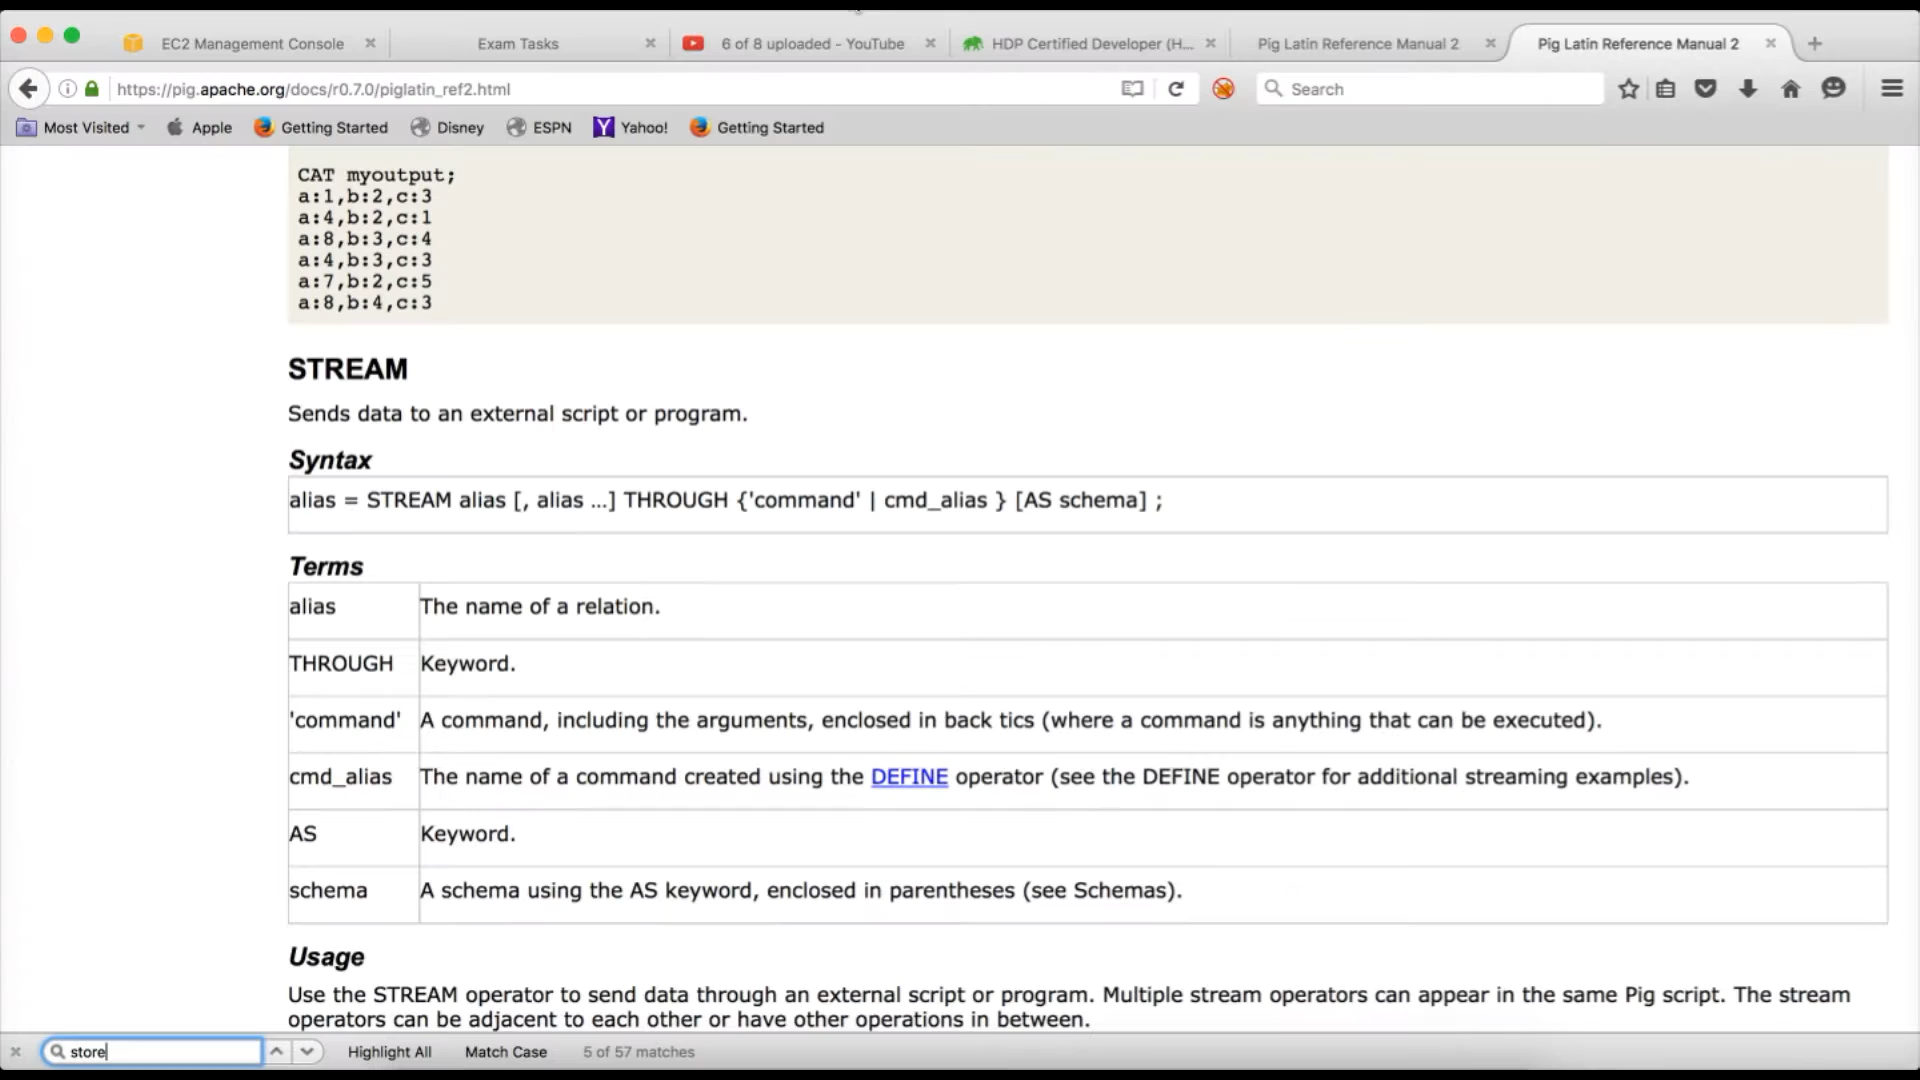 EC2 Management Console
Exam Tasks
6 of 8 uploaded - YouTube
HDP Certified Developer (H...
Pig Latin Reference Manual 2
Pig Latin Reference Manual 2
https://pig.apache.org/docs/r0.7.0/piglatin_ref2.html
Search
Most Visited
Apple
Getting Started
Disney
ESPN
Yahoo!
Getting Started
CAT myoutput;
a:1,b:2,c:3
a:4,b:2,c:1
a:8,b:3,c:4
a:4,b:3,c:3
a:7,b:2,c:5
a:8,b:4,c:3
STREAM
Sends data to an external script or program.
Syntax
alias = STREAM alias [, alias …] THROUGH {'command' | cmd_alias } [AS schema] ;
Terms
alias The name of a relation.
THROUGH Keyword.
'command' A command, including the arguments, enclosed in back tics (where a command is anything that can be executed).
cmd_alias The name of a command created using the DEFINE operator (see the DEFINE operator for additional streaming examples).
AS Keyword.
schema A schema using the AS keyword, enclosed in parentheses (see Schemas).
Usage
Use the STREAM operator to send data through an external script or program. Multiple stream operators can appear in the same Pig script. The stream
operators can be adjacent to each other or have other operations in between.
store
Highlight All
Match Case
5 of 57 matches